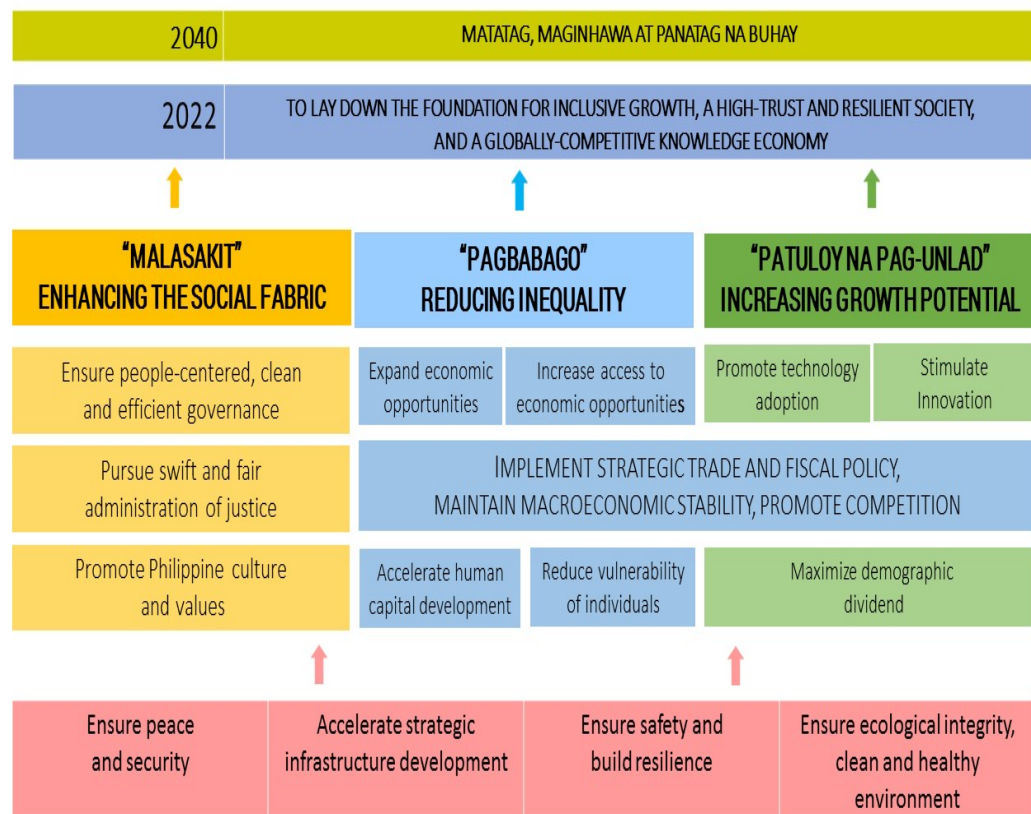 2040
MATATAG, MAGINHAWA AT PANATAG NA BUHAY
2022
TO LAY DOWN THE FOUNDATION FOR INCLUSIVE GROWTH, A HIGH-TRUST AND RESILIENT SOCIETY,
AND A GLOBALLY-COMPETITIVE KNOWLEDGE ECONOMY
“MALASAKIT”
ENHANCING THE SOCIAL FABRIC
“PAGBABAGO”
REDUCING INEQUALITY
“PATULOY NA PAG-UNLAD”
INCREASING GROWTH POTENTIAL
Ensure people-centered, clean
and efficient governance
Expand economic
opportunities
Increase access to
economic opportunities
Promote technology
adoption
Stimulate
Innovation
Pursue swift and fair
administration of justice
IMPLEMENT STRATEGIC TRADE AND FISCAL POLICY,
MAINTAIN MACROECONOMIC STABILITY, PROMOTE COMPETITION
Promote Philippine culture
and values
Accelerate human
capital development
Reduce vulnerability
of individuals
Maximize demographic
dividend
Ensure peace
and security
Accelerate strategic
infrastructure development
Ensure safety and
build resilience
Ensure ecological integrity,
clean and healthy
environment